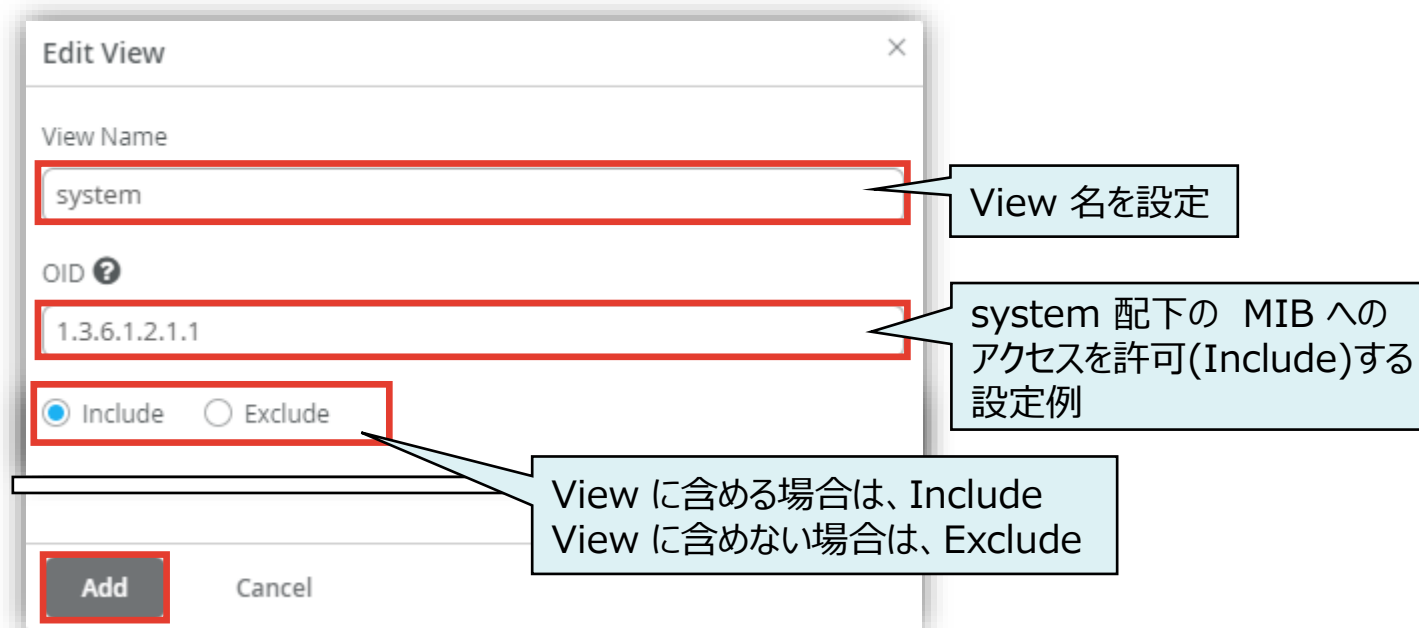 Edit View
View Name
system
View 名を設定
OID
1.3.6.1.2.1.1
system 配下の MIB への
アクセスを許可(Include)する
設定例
Include
Exclude
View に含める場合は、Include
View に含めない場合は、Exclude
Add
Cancel